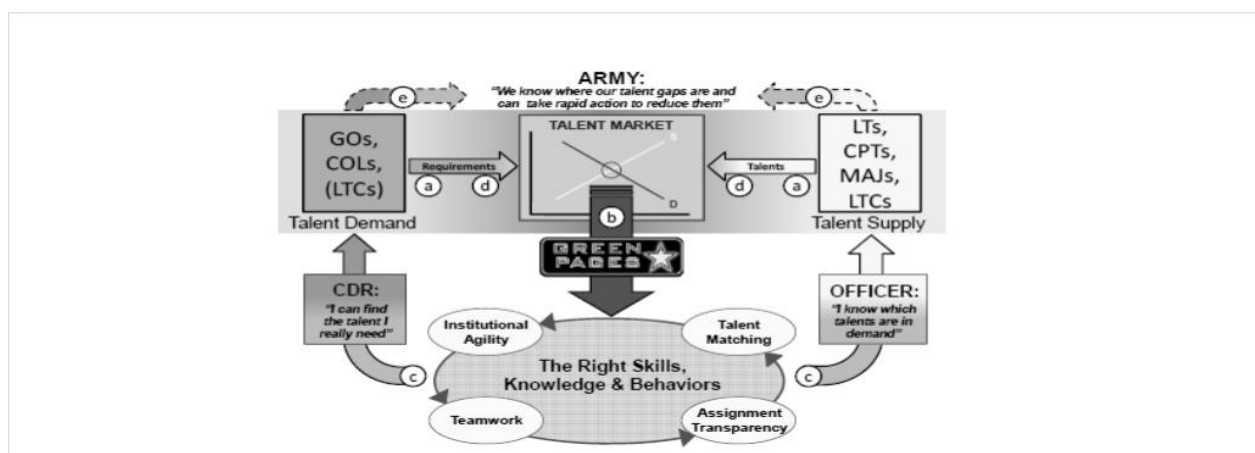 ARMY:
"We know where our talent gaps are and
can take rapid action to reduce them"
e
e
TALENT MARKET
S
D
GOs,
COLs,
(LTCs)
Talent Demand
Requirements
a
d
Talents
d
a
LTs,
CPTs,
MAJs,
LTCs
Talent Supply
b
GREEN
PAGES
CDR:
"I can find
the talent I
really need"
c
OFFICER:
"I know which
talents are in
demand"
c
Institutional
Agility
Talent
Matching
The Right Skills,
Knowledge & Behaviors
Teamwork
Assignment
Transparency